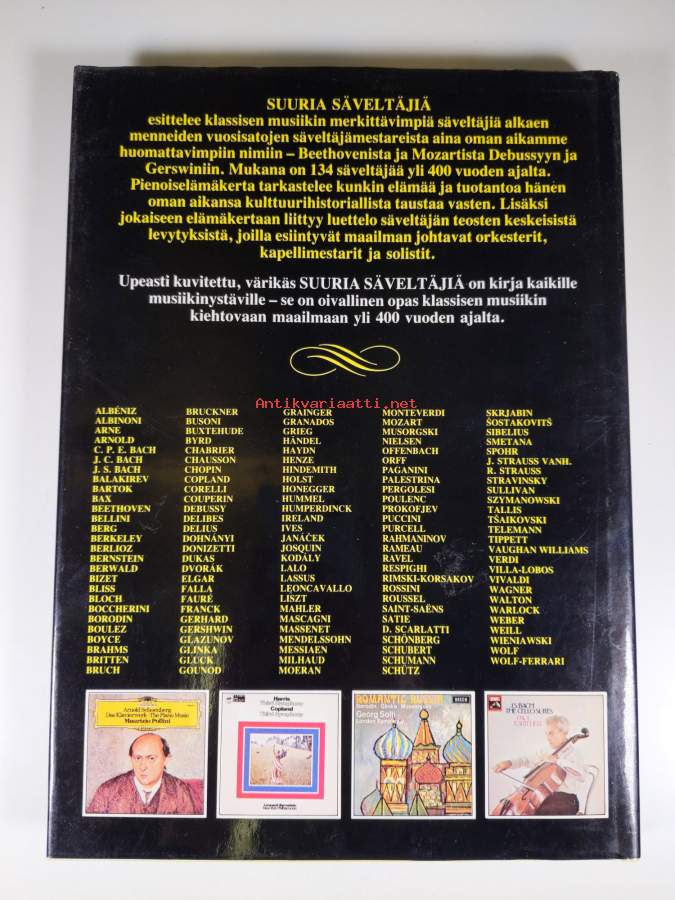 SUURIA SÄVELTÄJIÄ
esittelee klassisen musiikin merkittävimpiä säveltäjiä alkaen
menneiden vuosisatojen säveltäjämestareista aina oman aikamme
huomattavimpiin nimiin – Beethovenista ja Mozartista Debussyyn ja
Gerswiniin. Mukana on 134 säveltäjää yli 400 vuoden ajalta.
Pienoiselämäkerta tarkastelee kunkin elämää ja tuotantoa hänen
oman aikansa kulttuurihistoriallista taustaa vasten. Lisäksi
jokaiseen elämäkertaan liittyy luettelo säveltäjän teosten keskeisistä
levytyksistä, joilla esiintyvät maailman johtavat orkesterit,
kapellimestarit ja solistit.
Upeasti kuvitettu, värikäs SUURIA SÄVELTÄJIÄ on kirja kaikille
musiikinystäville – se on oivallinen opas klassisen musiikin
kiehtovaan maailmaan yli 400 vuoden ajalta.
Antikvariaatti.net
ALBÉNIZ
ALBINONI
ARNE
ARNOLD
C. P. E. BACH
J. C. BACH
J. S. BACH
BALAKIREV
BARTOK
BAX
BEETHOVEN
BELLINI
BERG
BERKELEY
BERLIOZ
BERNSTEIN
BERWALD
BIZET
BLISS
BLOCH
BOCCHERINI
BORODIN
BOULEZ
BOYCE
BRAHMS
BRITTEN
BRUCH
BRUCKNER
BUSONI
BUXTEHUDE
BYRD
CHABRIER
CHAUSSON
CHOPIN
COPLAND
CORELLI
COUPERIN
DEBUSSY
DELIBES
DELIUS
DOHNÁNYI
DONIZETTI
DUKAS
DVOŘÁK
ELGAR
FALLA
FAURÉ
FRANCK
GERHARD
GERSHWIN
GLAZUNOV
GLINKA
GLUCK
GOUNOD
GRAINGER
GRANADOS
GRIEG
HÄNDEL
HAYDN
HENZE
HINDEMITH
HOLST
HONEGGER
HUMMEL
HUMPERDINCK
IRELAND
IVES
JANÁČEK
JOSQUIN
KODÁLY
LALO
LASSUS
LEONCAVALLO
LISZT
MAHLER
MASCAGNI
MASSENET
MENDELSSOHN
MESSIAEN
MILHAUD
MOERAN
MONTEVERDI
MOZART
MUSORGSKI
NIELSEN
OFFENBACH
ORFF
PAGANINI
PALESTRINA
PERGOLESI
POULENC
PROKOFJEV
PUCCINI
PURCELL
RAHMANINOV
RAMEAU
RAVEL
RESPIGHI
RIMSKI-KORSAKOV
ROSSINI
ROUSSEL
SAINT-SAËNS
SATIE
D. SCARLATTI
SCHÖNBERG
SCHUBERT
SCHUMANN
SCHÜTZ
SKRJABIN
ŠOSTAKOVITŠ
SIBELIUS
SMETANA
SPOHR
J. STRAUSS VANH.
R. STRAUSS
STRAVINSKY
SULLIVAN
SZYMANOWSKI
TALLIS
TŠAIKOVSKI
TELEMANN
TIPPETT
VAUGHAN WILLIAMS
VERDI
VILLA-LOBOS
VIVALDI
WAGNER
WALTON
WARLOCK
WEBER
WEILL
WIENIAWSKI
WOLF
WOLF-FERRARI
Arnold Schoenberg
Das Klavierwerk · The Piano Music
Maurizio Pollini
Harris
Third Symphony
Copland
Third Symphony
Leonard Bernstein
New York Philharmonic
ROMANTIC RUSSIA
Borodin Glinka Mussorgsky
Georg Solti
London Symphony
DECCA
J.S. BACH
THE CELLO SUITES